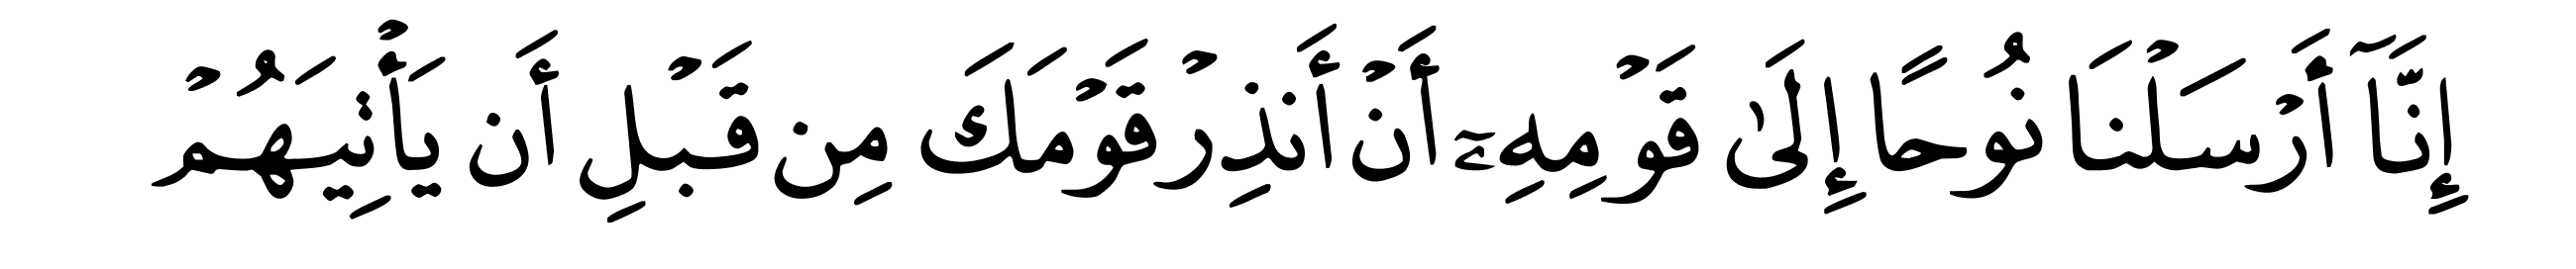 إِنَّآ أَرْسَلْنَا نُوحًا إِلَىٰ قَوْمِهِۦٓ أَنْ أَنذِرْ قَوْمَكَ مِن قَبْلِ أَن يَأْتِيَهُمْ